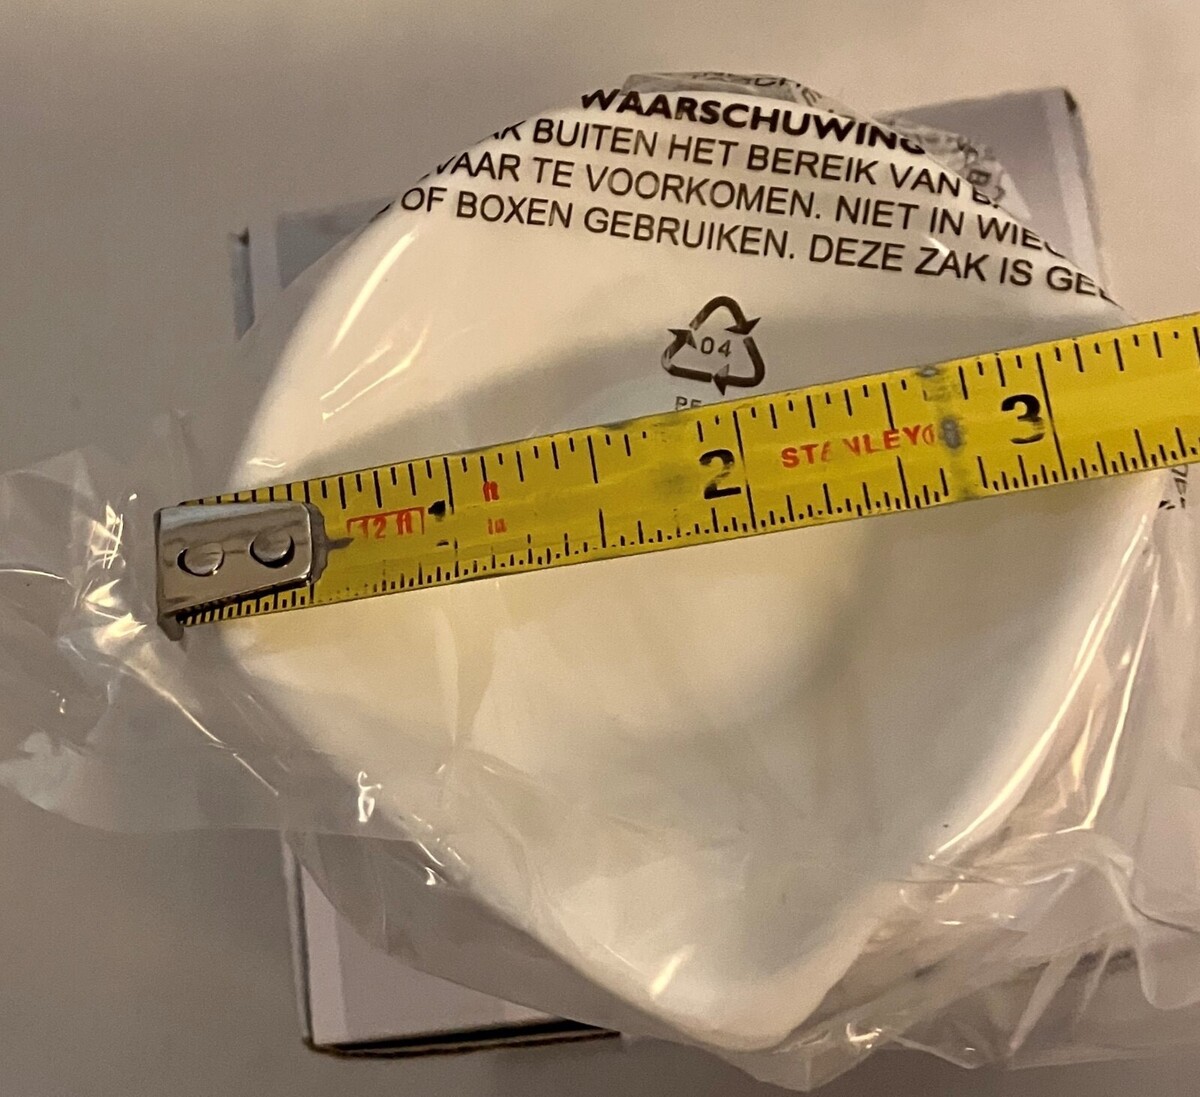 WAARSCHUWING
BUITEN HET BEREIK VAN
TE VOORKOMEN. NIET IN
OF BOXEN GEBRUIKEN. DEZE ZAK IS
04
2
STANLEY®
3
1
12 ft